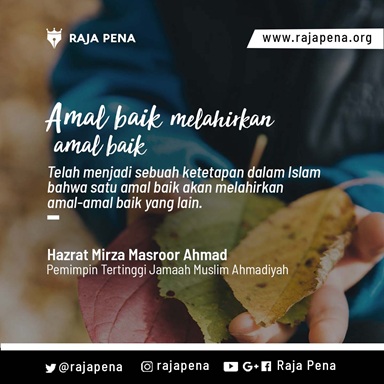 RAJA PENA
www.rajapena.org
Amal baik melahirkan
amal baik
Telah menjadi sebuah ketetapan dalam Islam
bahwa satu amal baik akan melahirkan
amal-amal baik yang lain.
Hazrat Mirza Masroor Ahmad
Pemimpin Tertinggi Jamaah Muslim Ahmadiyah
@rajapena
rajapena
G+
Raja Pena